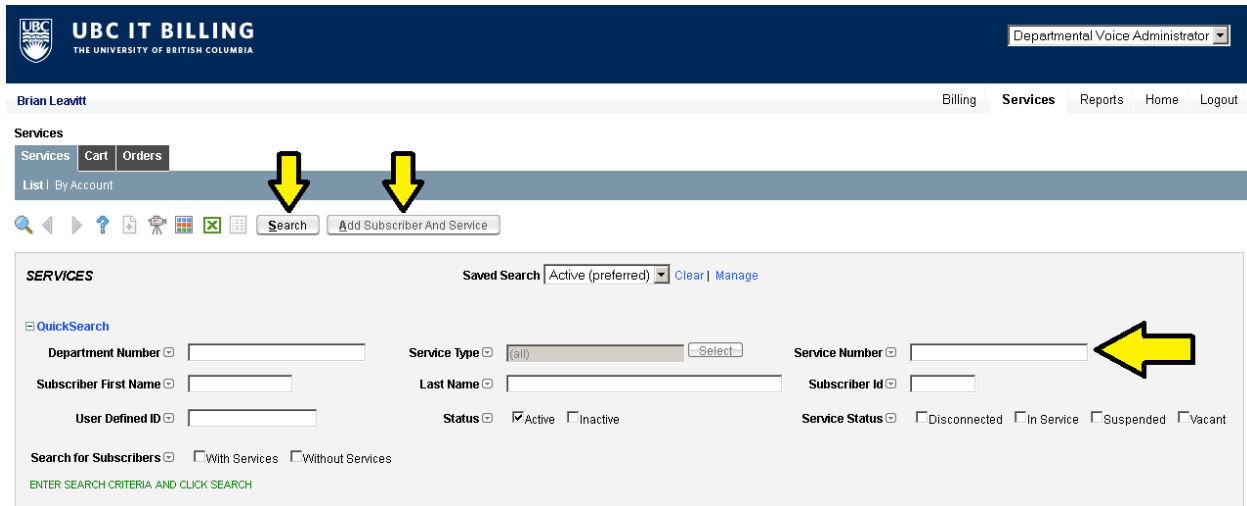 UBC
UBC IT BILLING
THE UNIVERSITY OF BRITISH COLUMBIA
Departmental Voice Administrator
Brian Leavitt
Billing Services Reports Home Logout
Services
Services Cart Orders
List | By Account
Search Add Subscriber And Service
SERVICES Saved Search Active (preferred) Clear | Manage
QuickSearch
Department Number Service Type (all) Select Service Number
Subscriber First Name Last Name Subscriber Id
User Defined ID Status Active Inactive Service Status Disconnected In Service Suspended Vacant
Search for Subscribers With Services Without Services
ENTER SEARCH CRITERIA AND CLICK SEARCH